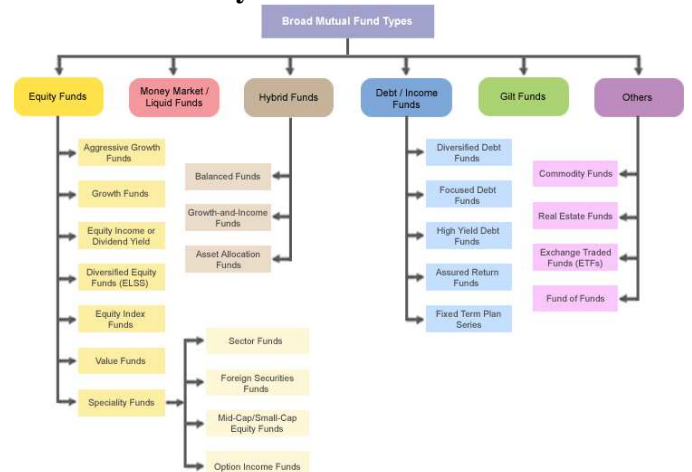 Broad Mutual Fund Types
Equity Funds
Money Market /
Liquid Funds
Hybrid Funds
Debt / Income
Funds
Gilt Funds
Others
Aggressive Growth
Funds
Growth Funds
Equity Income or
Dividend Yield
Diversified Equity
Funds (ELSS)
Equity Index
Funds
Value Funds
Speciality Funds
Sector Funds
Foreign Securities
Funds
Mid-Cap/Small-Cap
Equity Funds
Option Income Funds
Balanced Funds
Growth-and-Income
Funds
Asset Allocation
Funds
Diversified Debt
Funds
Focused Debt
Funds
High Yield Debt
Funds
Assured Return
Funds
Fixed Term Plan
Series
Commodity Funds
Real Estate Funds
Exchange Traded
Funds (ETFs)
Fund of Funds